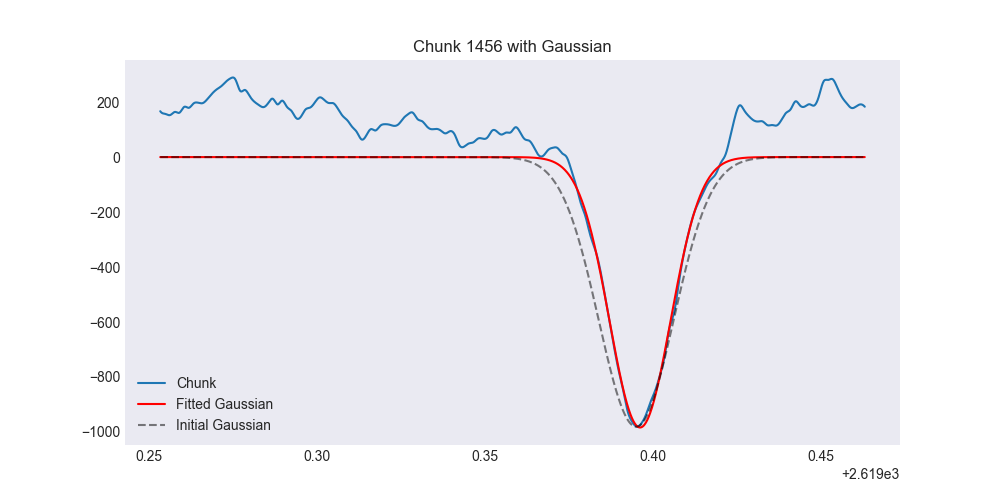 Chunk 1456 with Gaussian
200
0
−200
−400
−600
−800
−1000
Chunk
Fitted Gaussian
Initial Gaussian
0.25 0.30 0.35 0.40 0.45
+2.619e3